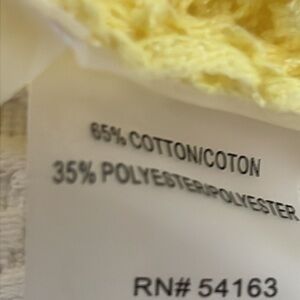 65% COTTON/COTON
35% POLYESTER/POLYESTER
RN# 54163